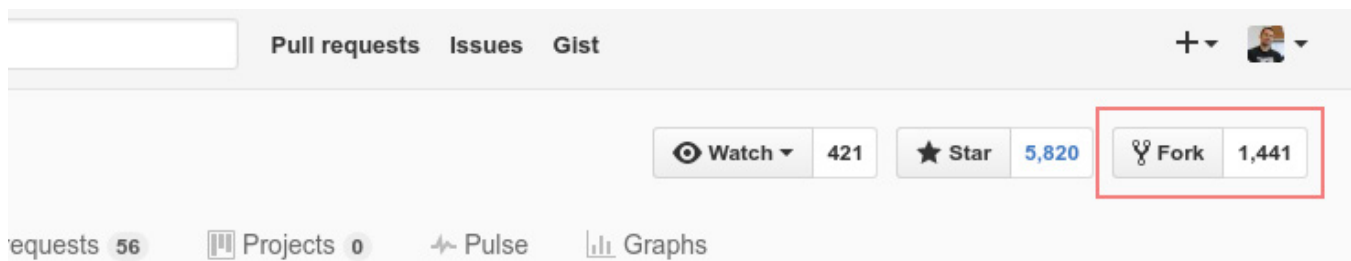 Pull requests Issues Gist
Watch 421 Star 5,820 Fork 1,441
equests 56 Projects 0 Pulse Graphs